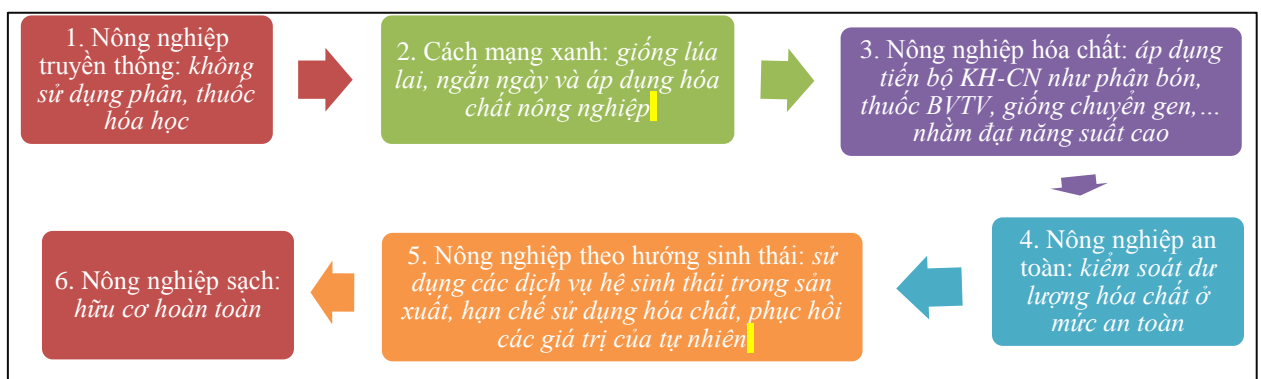 1. Nông nghiệp
truyền thống: không
sử dụng phân, thuốc
hóa học
2. Cách mạng xanh: giống lúa
lai, ngắn ngày và áp dụng hóa
chất nông nghiệp
3. Nông nghiệp hóa chất: áp dụng
tiến bộ KH-CN như phân bón,
thuốc BVTV, giống chuyển gen,...
nhằm đạt năng suất cao
4. Nông nghiệp an
toàn: kiểm soát dư
lượng hóa chất ở
mức an toàn
5. Nông nghiệp theo hướng sinh thái: sử
dụng các dịch vụ hệ sinh thái trong sản
xuất, hạn chế sử dụng hóa chất, phục hồi
các giá trị của tự nhiên
6. Nông nghiệp sạch:
hữu cơ hoàn toàn